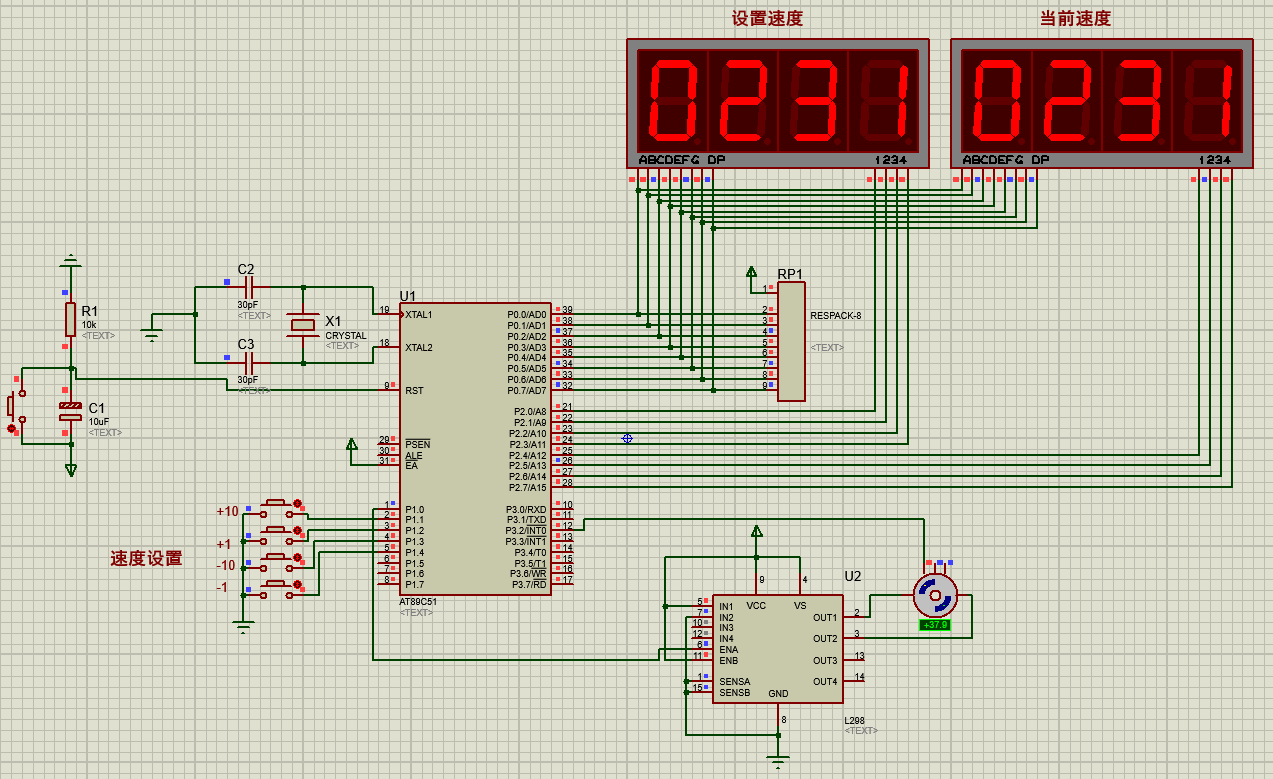 设置速度
当前速度
0231
0231
ABCDEFG DP
1234
ABCDEFG DP
1234
R1
10k
<TEXT>
C1
10uF
<TEXT>
C2
30pF
<TEXT>
C3
30pF
<TEXT>
X1
CRYSTAL
<TEXT>
U1
19 XTAL1
18 XTAL2
9 RST
29 PSEN
30 ALE
31 EA
1 P1.0
2 P1.1
3 P1.2
4 P1.3
5 P1.4
6 P1.5
7 P1.6
8 P1.7
P0.0/AD0 39
P0.1/AD1 38
P0.2/AD2 37
P0.3/AD3 36
P0.4/AD4 35
P0.5/AD5 34
P0.6/AD6 33
P0.7/AD7 32
P2.0/A8 21
P2.1/A9 22
P2.2/A10 23
P2.3/A11 24
P2.4/A12 25
P2.5/A13 26
P2.6/A14 27
P2.7/A15 28
P3.0/RXD 10
P3.1/TXD 11
P3.2/INT0 12
P3.3/INT1 13
P3.4/T0 14
P3.5/T1 15
P3.6/WR 16
P3.7/RD 17
AT89C51
<TEXT>
RP1
1
2
3
4
5
6
7
8
9
RESPACK-8
<TEXT>
速度设置
+10
+1
-10
-1
U2
9 VCC
4 VS
5 IN1
7 IN2
10 IN3
12 IN4
6 ENA
11 ENB
1 SENSA
15 SENSB
OUT1 2
OUT2 3
OUT3 13
OUT4 14
GND
8
L298
<TEXT>
+37.9